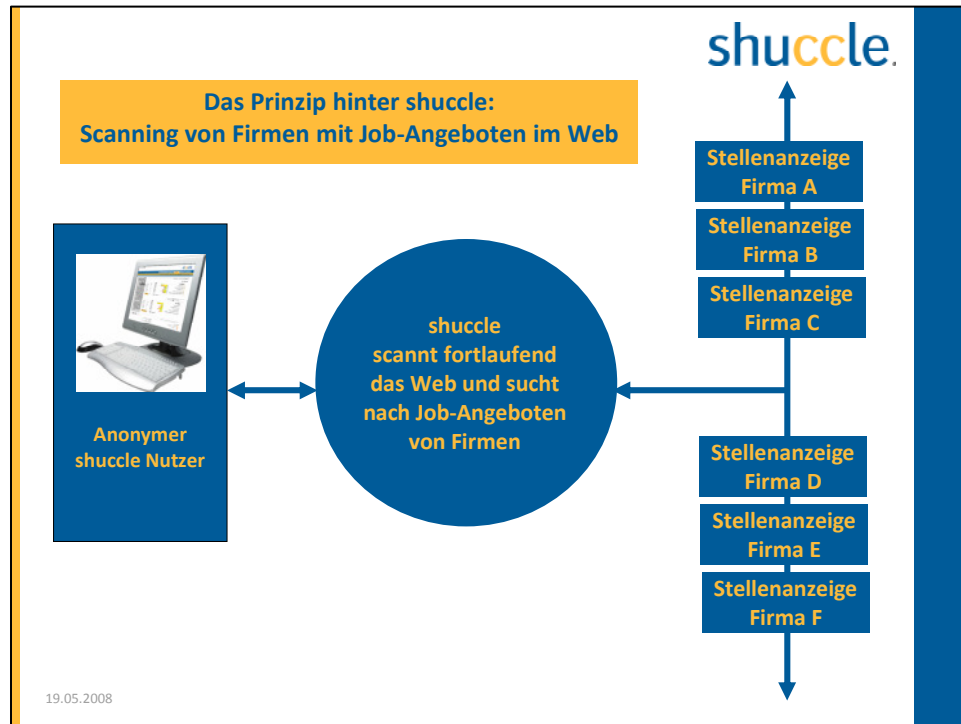 shuccle.
Das Prinzip hinter shuccle:
Scanning von Firmen mit Job-Angeboten im Web
Stellenanzeige
Firma A
Stellenanzeige
Firma B
Stellenanzeige
Firma C
Anonymer
shuccle Nutzer
shuccle
scannt fortlaufend
das Web und sucht
nach Job-Angeboten
von Firmen
Stellenanzeige
Firma D
Stellenanzeige
Firma E
Stellenanzeige
Firma F
19.05.2008